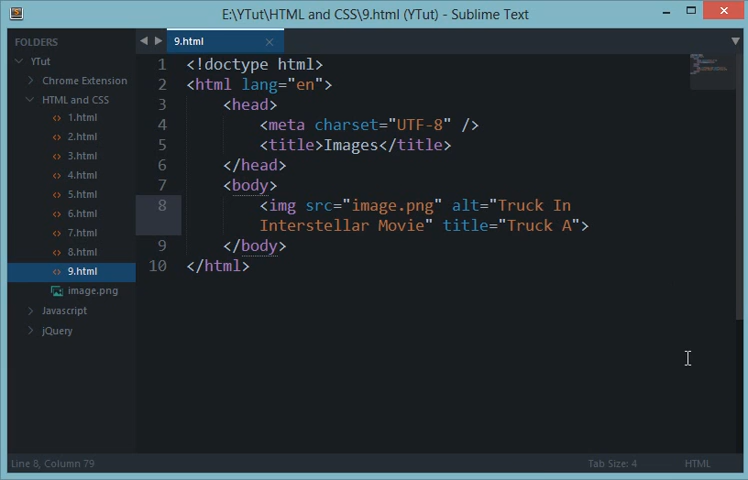 E:\YTut\HTML and CSS\9.html (YTut) - Sublime Text
FOLDERS
YTut
Chrome Extension
HTML and CSS
1.html
2.html
3.html
4.html
5.html
6.html
7.html
8.html
9.html
image.png
Javascript
jQuery
9.html
1 <!doctype html>
2 <html lang="en">
3 <head>
4 <meta charset="UTF-8" />
5 <title>Images</title>
6 </head>
7 <body>
8 <img src="image.png" alt="Truck In
Interstellar Movie" title="Truck A">
9 </body>
10 </html>
Line 8, Column 79
Tab Size: 4
HTML